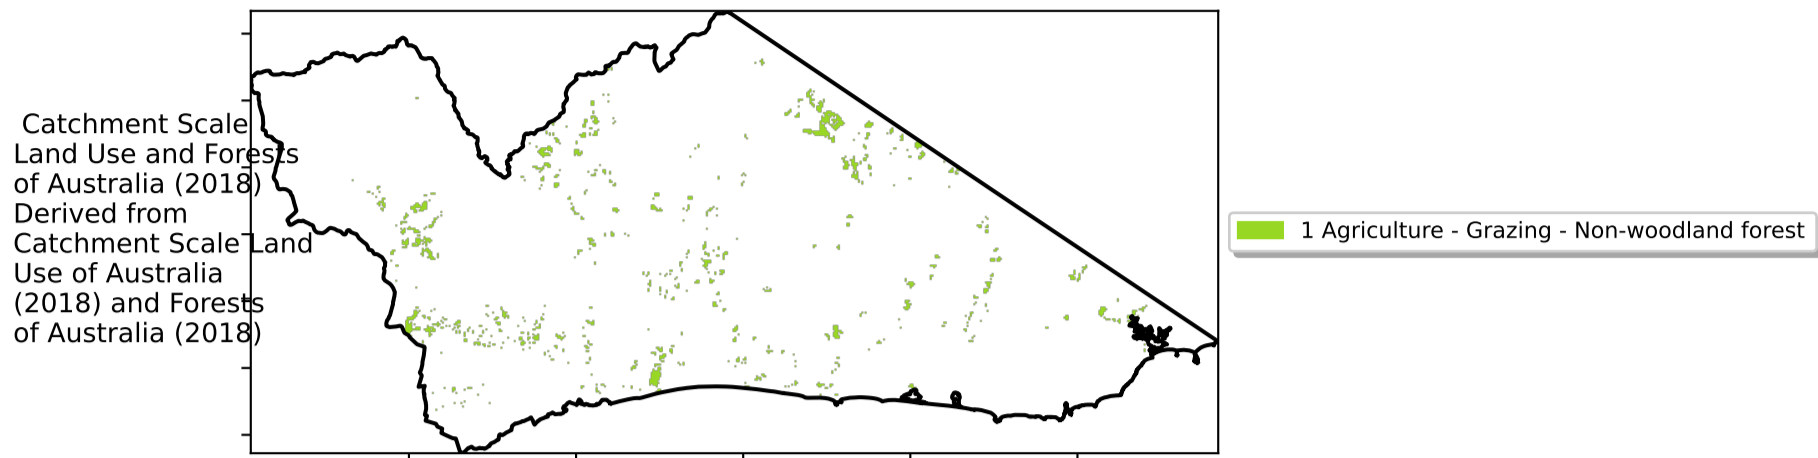 Catchment Scale
Land Use and Forests
of Australia (2018)
Derived from
Catchment Scale Land
Use of Australia
(2018) and Forests
of Australia (2018)
1 Agriculture - Grazing - Non-woodland forest